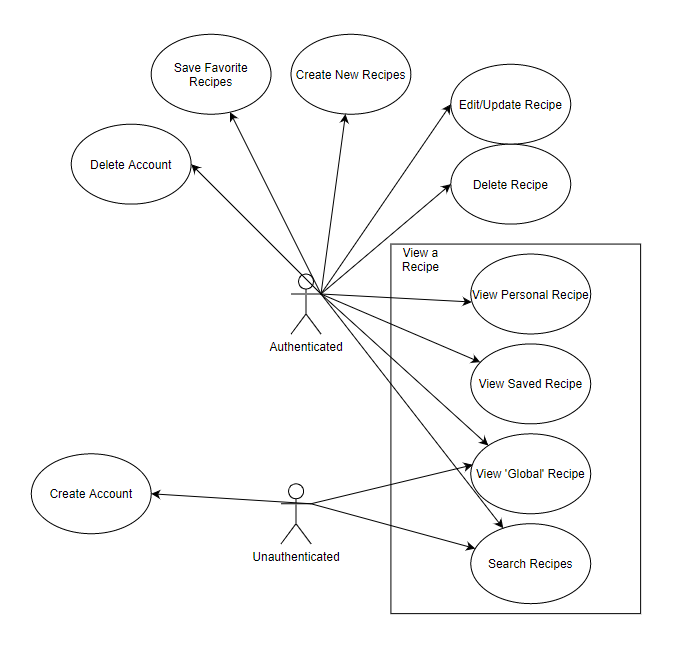 Save Favorite
Recipes
Create New Recipes
Edit/Update Recipe
Delete Account
Delete Recipe
View a
Recipe
View Personal Recipe
Authenticated
View Saved Recipe
View 'Global' Recipe
Create Account
Unauthenticated
Search Recipes